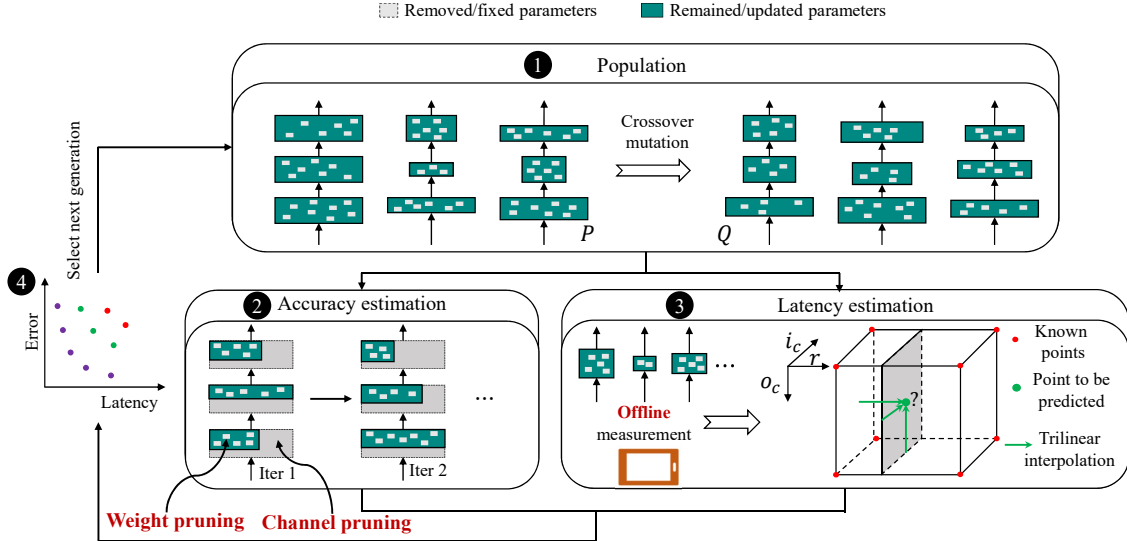 Removed/fixed parameters
Remained/updated parameters
1 Population
Crossover
mutation
P
Q
Select next generation
4
Error
Latency
2 Accuracy estimation
Iter 1
Iter 2
...
Weight pruning
Channel pruning
3 Latency estimation
...
Offline
measurement
i_c
r
o_c
?
Known
points
Point to be
predicted
Trilinear
interpolation